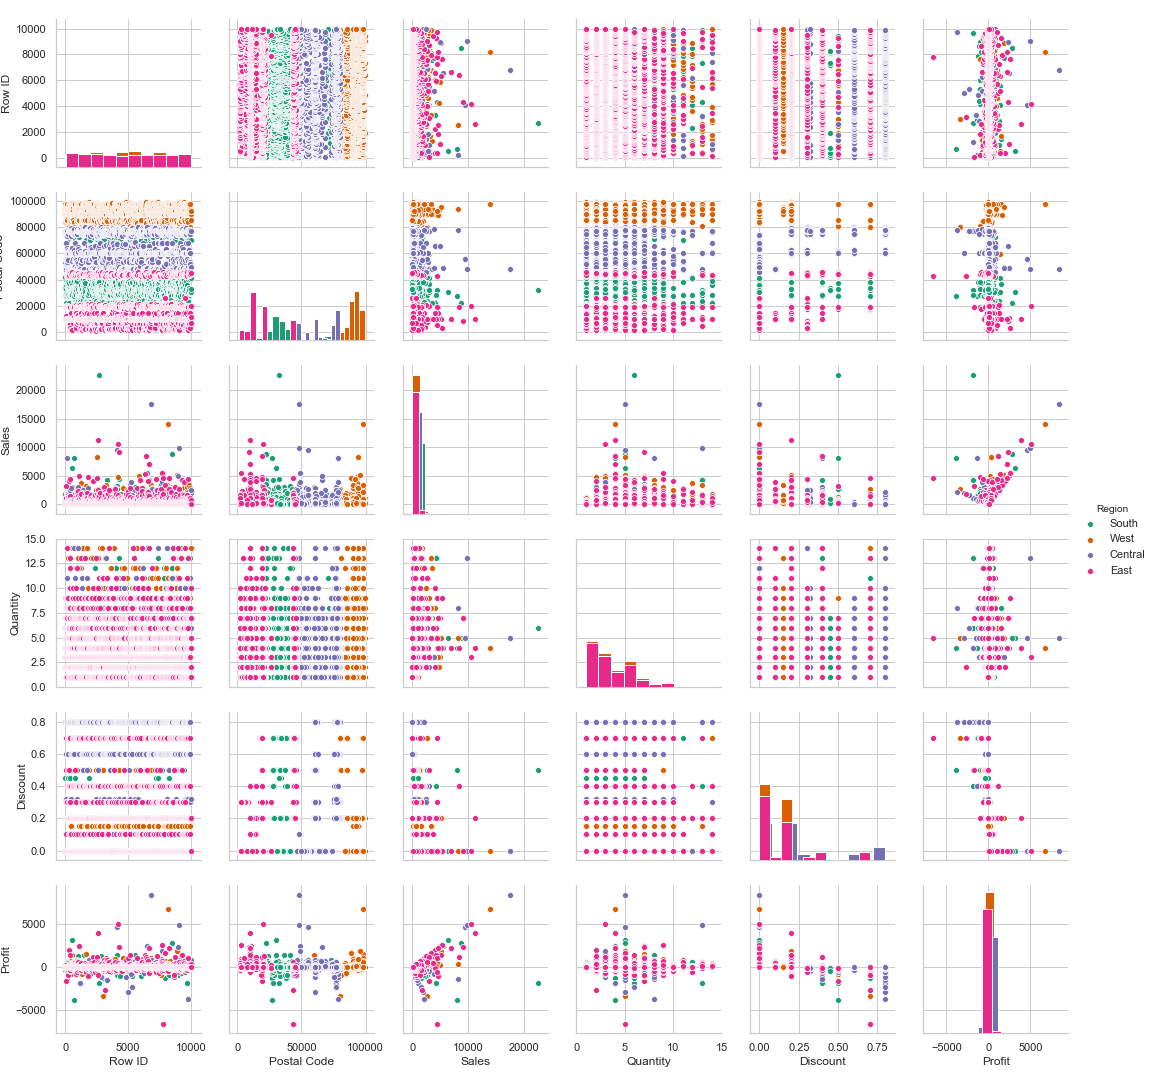 10000
8000
6000
4000
2000
0
Row ID
100000
80000
60000
40000
20000
0
20000
15000
10000
5000
0
Sales
Region
South
West
Central
East
15.0
12.5
10.0
7.5
5.0
2.5
0.0
Quantity
0.8
0.6
0.4
0.2
0.0
Discount
5000
0
−5000
Profit
0 5000 10000
Row ID
0 50000 100000
Postal Code
0 10000 20000
Sales
0 5 10 15
Quantity
0.00 0.25 0.50 0.75
Discount
−5000 0 5000
Profit